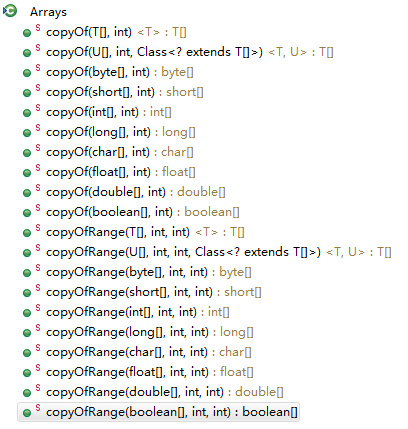 Arrays
copyOf(T[], int) <T> : T[]
copyOf(U[], int, Class<? extends T[]>) <T, U> : T[]
copyOf(byte[], int) : byte[]
copyOf(short[], int) : short[]
copyOf(int[], int) : int[]
copyOf(long[], int) : long[]
copyOf(char[], int) : char[]
copyOf(float[], int) : float[]
copyOf(double[], int) : double[]
copyOf(boolean[], int) : boolean[]
copyOfRange(T[], int, int) <T> : T[]
copyOfRange(U[], int, int, Class<? extends T[]>) <T, U> : T[]
copyOfRange(byte[], int, int) : byte[]
copyOfRange(short[], int, int) : short[]
copyOfRange(int[], int, int) : int[]
copyOfRange(long[], int, int) : long[]
copyOfRange(char[], int, int) : char[]
copyOfRange(float[], int, int) : float[]
copyOfRange(double[], int, int) : double[]
copyOfRange(boolean[], int, int) : boolean[]